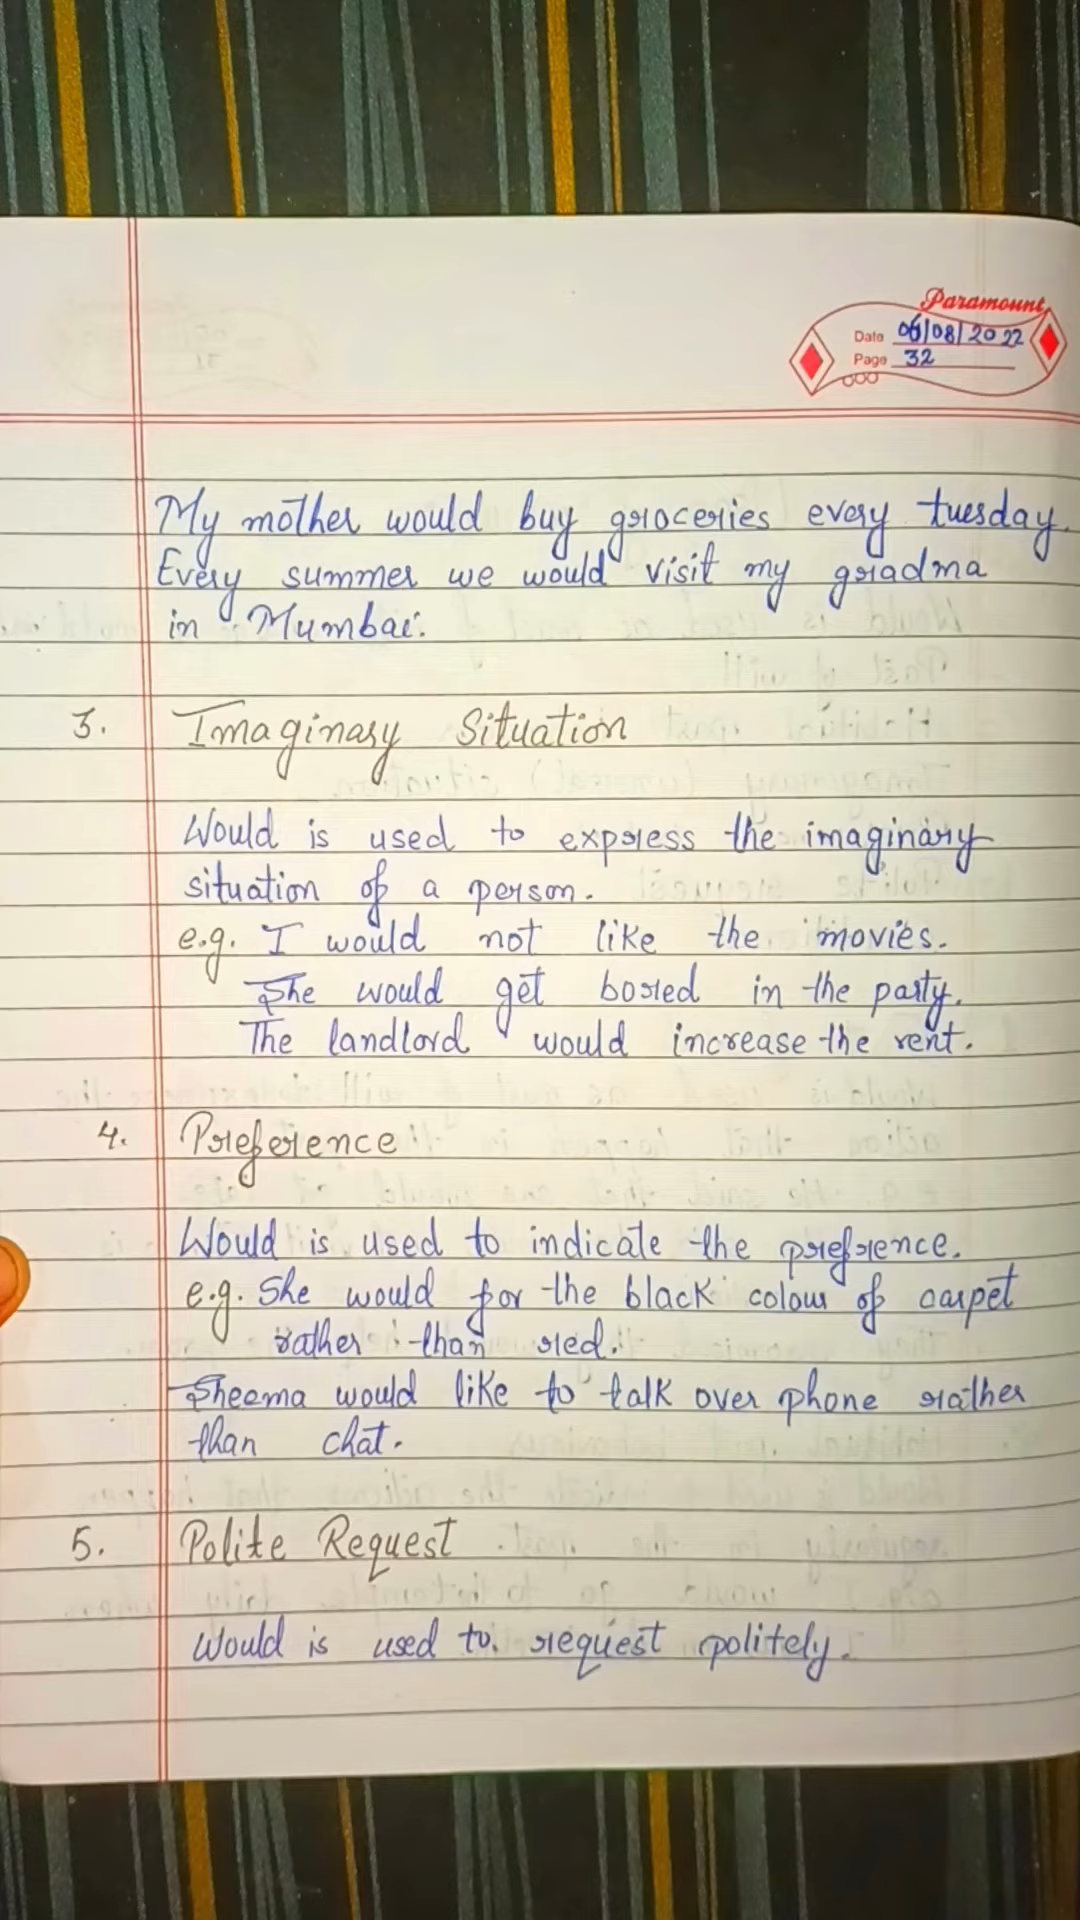 Paramount
Date 06/08/2022
Page 32
My mother would buy groceries every tuesday.
Every summer we would visit my gradma
in Mumbai.
3. Imaginary Situation
Would is used to express the imaginary
situation of a person.
e.g. I would not like the movies.
She would get bored in the party.
The landlord would increase the rent.
4. Preference
Would is used to indicate the prefrence.
e.g. She would for the black colour of carpet
rather than red.
Sheema would like to talk over phone rather
than chat.
5. Polite Request
Would is used to request politely.